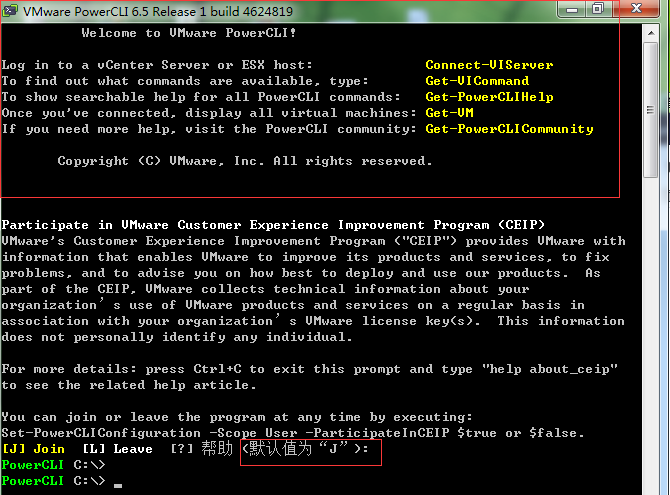 VMware PowerCLI 6.5 Release 1 build 4624819
Welcome to VMware PowerCLI!
Log in to a vCenter Server or ESX host: Connect-VIServer
To find out what commands are available, type: Get-VICommand
To show searchable help for all PowerCLI commands: Get-PowerCLIHelp
Once you've connected, display all virtual machines: Get-VM
If you need more help, visit the PowerCLI community: Get-PowerCLICommunity
Copyright (C) VMware, Inc. All rights reserved.
Participate in VMware Customer Experience Improvement Program (CEIP)
VMware's Customer Experience Improvement Program ("CEIP") provides VMware with
information that enables VMware to improve its products and services, to fix
problems, and to advise you on how best to deploy and use our products.  As
part of the CEIP, VMware collects technical information about your
organization’s use of VMware products and services on a regular basis in
association with your organization’s VMware license key(s).  This information
does not personally identify any individual.
For more details: press Ctrl+C to exit this prompt and type "help about_ceip"
to see the related help article.
You can join or leave the program at any time by executing:
Set-PowerCLIConfiguration -Scope User -ParticipateInCEIP $true or $false.
[J] Join  [L] Leave  [?] 帮助 (默认值为“J”):
PowerCLI C:\>
PowerCLI C:\> _